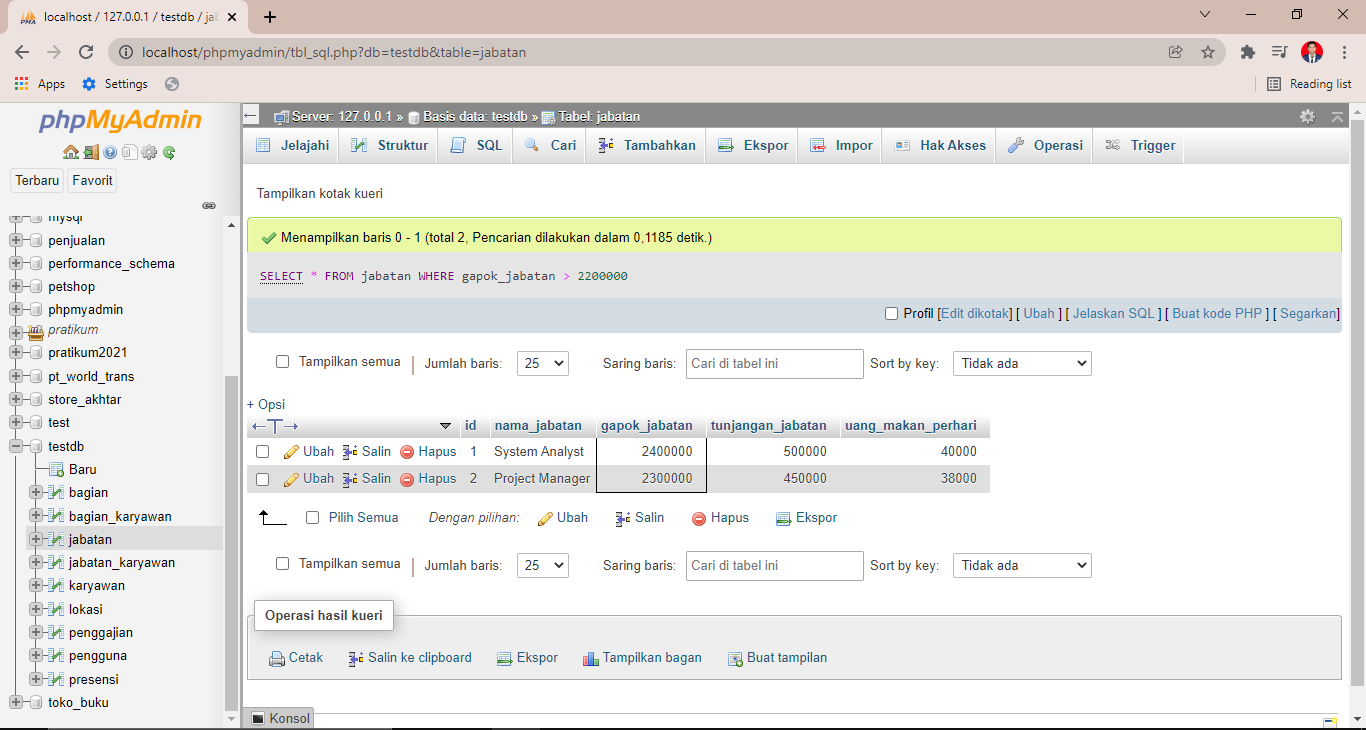 localhost / 127.0.0.1 / testdb / jab
localhost/phpmyadmin/tbl_sql.php?db=testdb&table=jabatan
Apps Settings Reading list
phpMyAdmin
Terbaru Favorit
mysql
penjualan
performance_schema
petshop
phpmyadmin
pratikum
pratikum2021
pt_world_trans
store_akhtar
test
testdb
Baru
bagian
bagian_karyawan
jabatan
jabatan_karyawan
karyawan
lokasi
penggajian
pengguna
presensi
toko_buku
Server: 127.0.0.1 » Basis data: testdb » Tabel: jabatan
Jelajahi Struktur SQL Cari Tambahkan Ekspor Impor Hak Akses Operasi Trigger
Tampilkan kotak kueri
Menampilkan baris 0 - 1 (total 2, Pencarian dilakukan dalam 0,1185 detik.)
SELECT * FROM jabatan WHERE gapok_jabatan > 2200000
Profil [Edit dikotak] [ Ubah ] [ Jelaskan SQL ] [ Buat kode PHP ] [ Segarkan]
Tampilkan semua | Jumlah baris: 25 Saring baris: Cari di tabel ini Sort by key: Tidak ada
+ Opsi
←T→ id nama_jabatan gapok_jabatan tunjangan_jabatan uang_makan_perhari
Ubah Salin Hapus 1 System Analyst 2400000 500000 40000
Ubah Salin Hapus 2 Project Manager 2300000 450000 38000
Pilih Semua Dengan pilihan: Ubah Salin Hapus Ekspor
Tampilkan semua | Jumlah baris: 25 Saring baris: Cari di tabel ini Sort by key: Tidak ada
Operasi hasil kueri
Cetak Salin ke clipboard Ekspor Tampilkan bagan Buat tampilan
Konsol